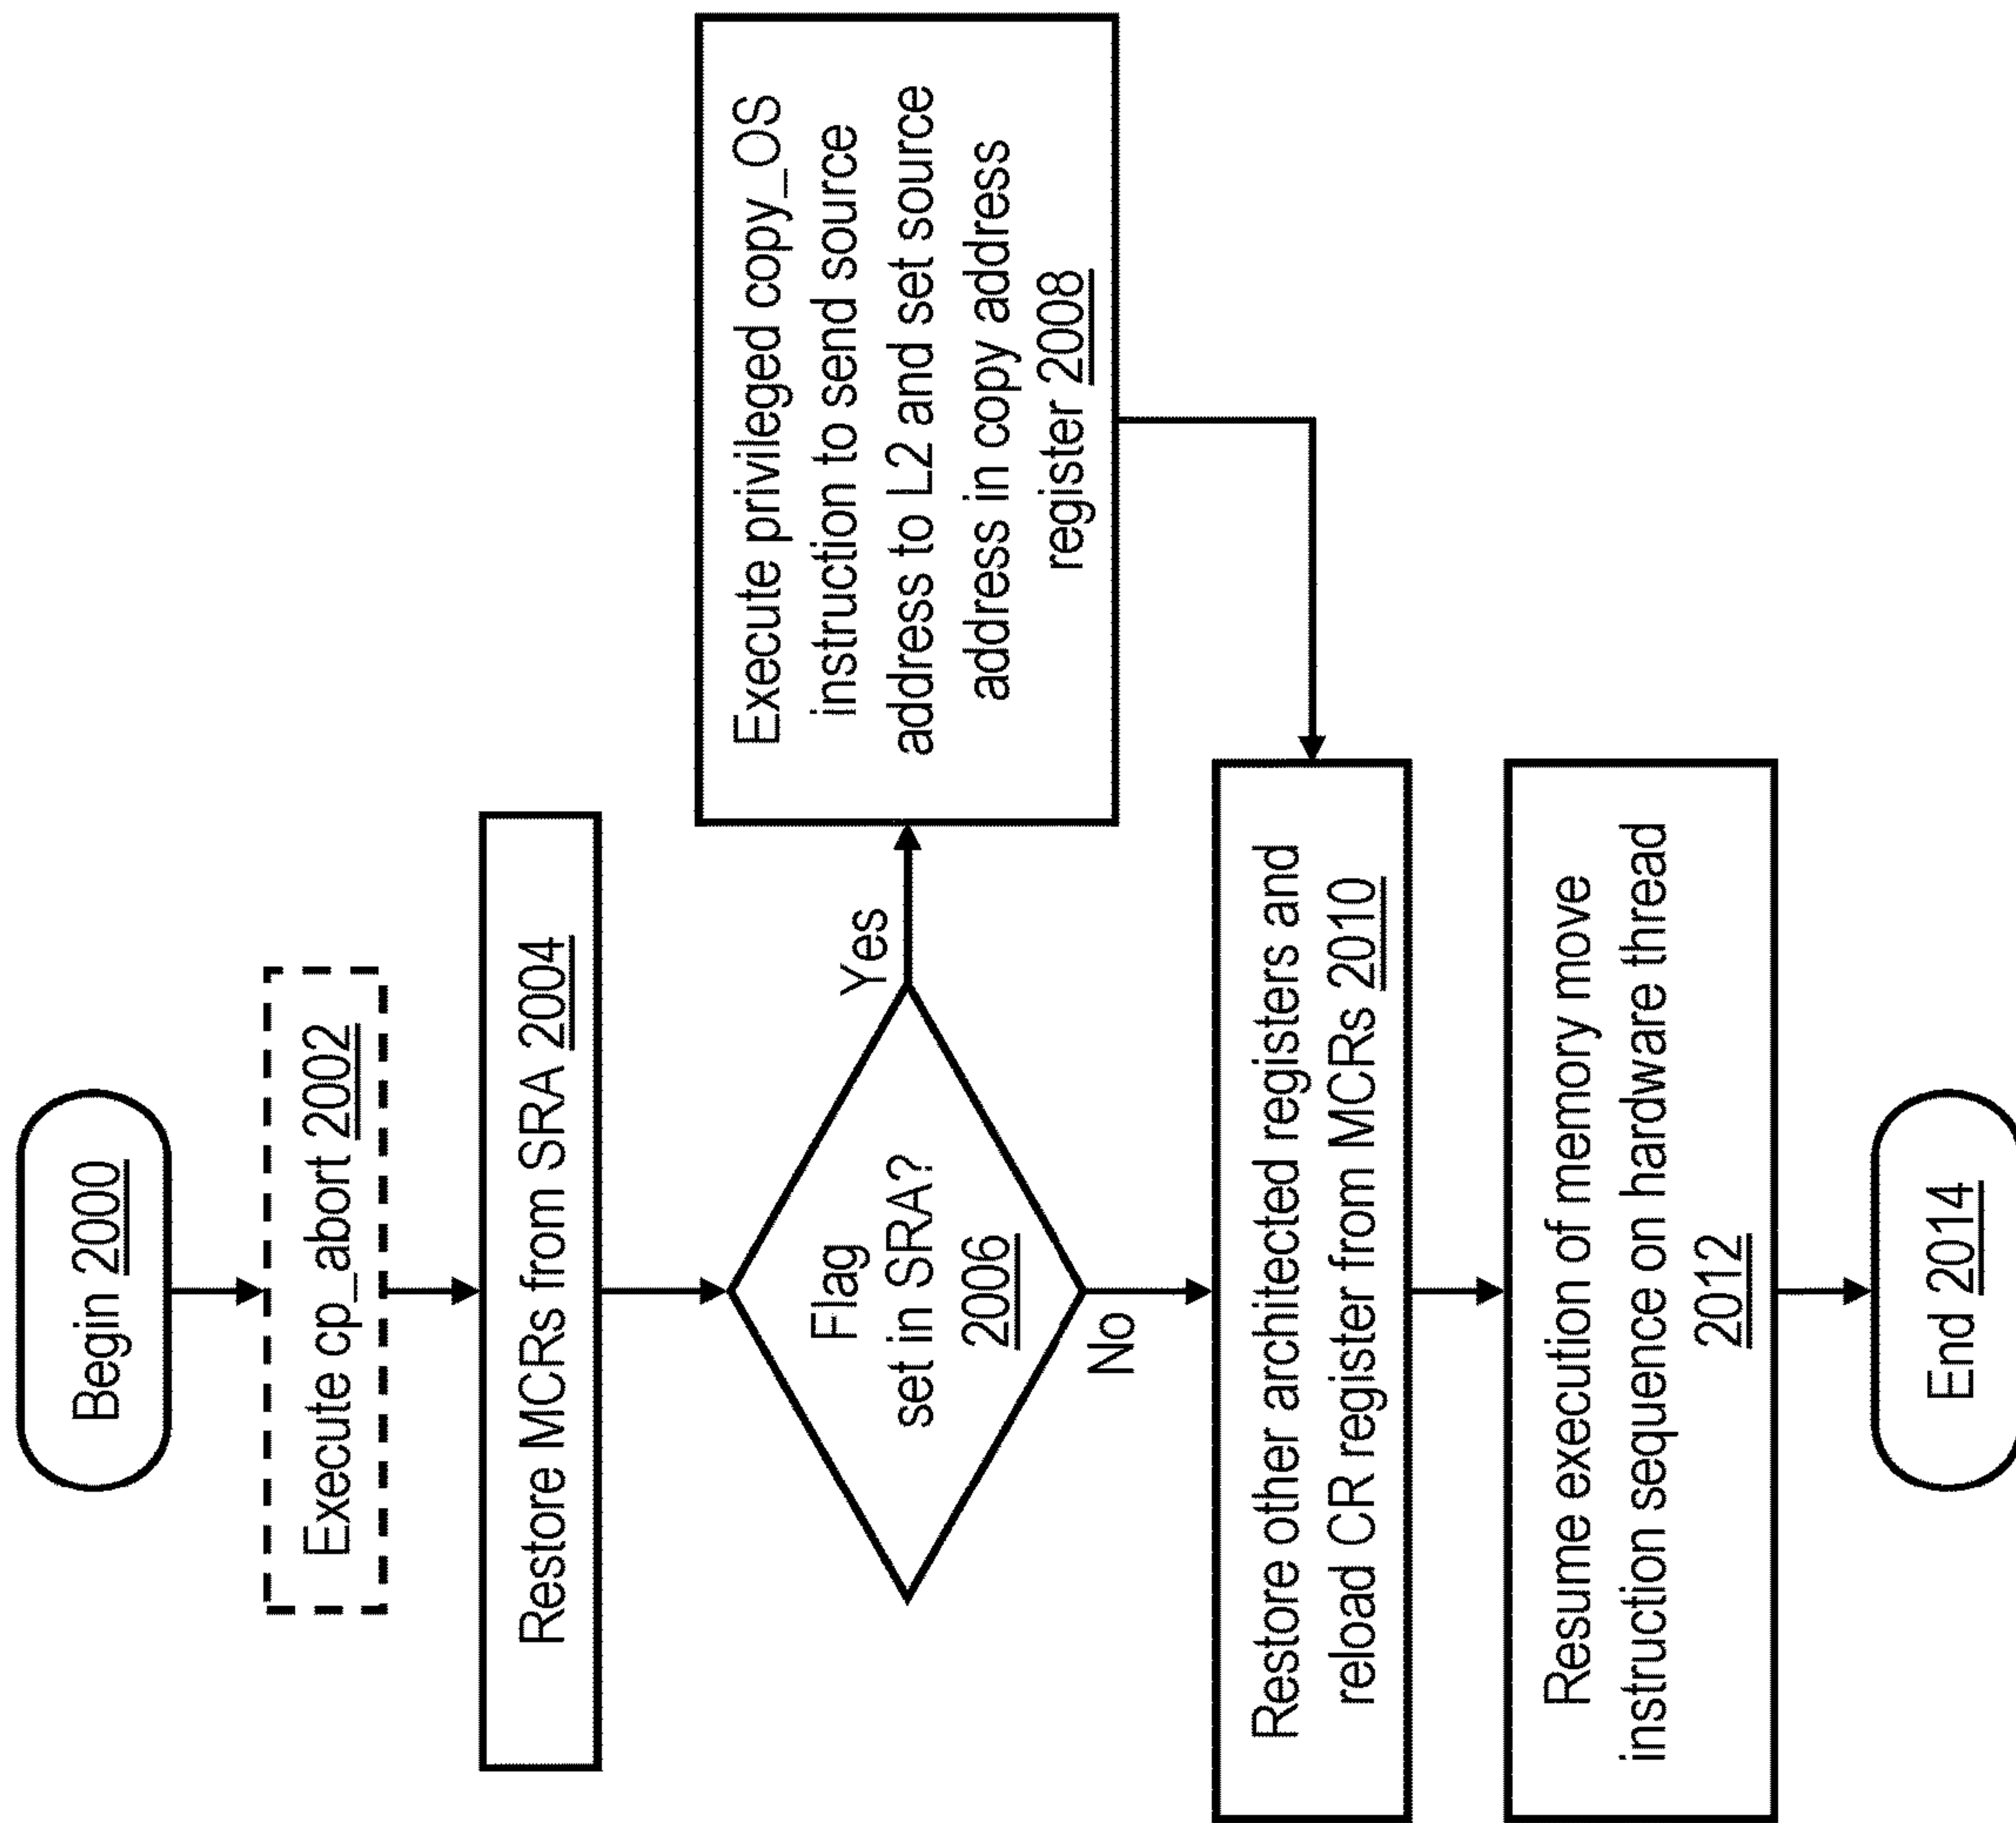 Begin 2000
Execute cp_abort 2002
Restore MCRs from SRA 2004
Flag
set in SRA?
2006
Yes
No
Execute privileged copy_OS
instruction to send source
address to L2 and set source
address in copy address
register 2008
Restore other architected registers and
reload CR register from MCRs 2010
Resume execution of memory move
instruction sequence on hardware thread
2012
End 2014